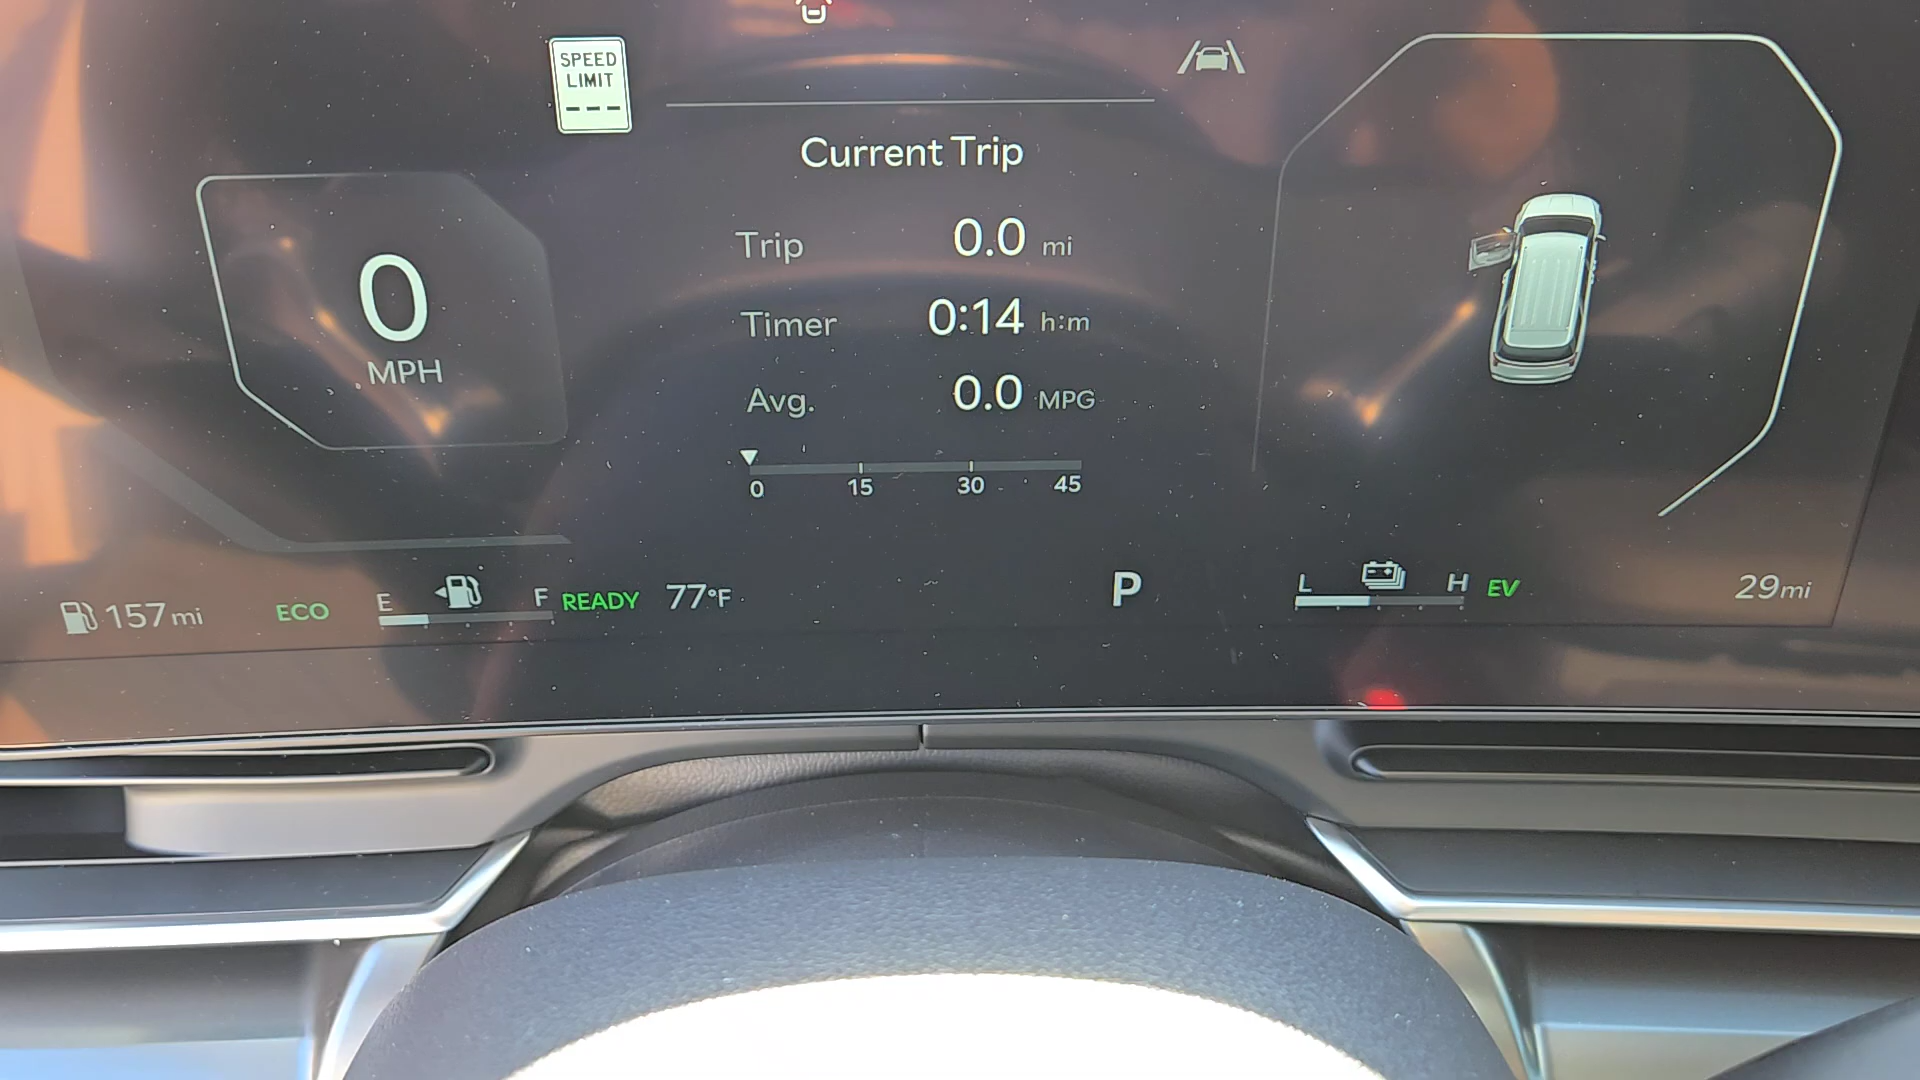 SPEED
LIMIT
---
Current Trip
Trip 0.0 mi
Timer 0:14 h:m
Avg. 0.0 MPG
0 15 30 45
0
MPH
157 mi ECO E F READY 77°F P L H EV 29mi